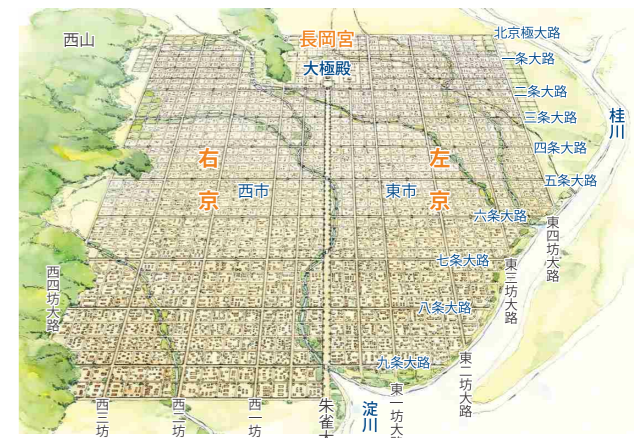 西山
長岡宮
大極殿
北京極大路
一条大路
二条大路
三条大路
四条大路
五条大路
六条大路
七条大路
八条大路
九条大路
桂川
右京
左京
西市
東市
東四坊大路
東三坊大路
東二坊大路
東一坊大
西四坊大路
西三坊
西二坊
西一坊
朱雀
淀川